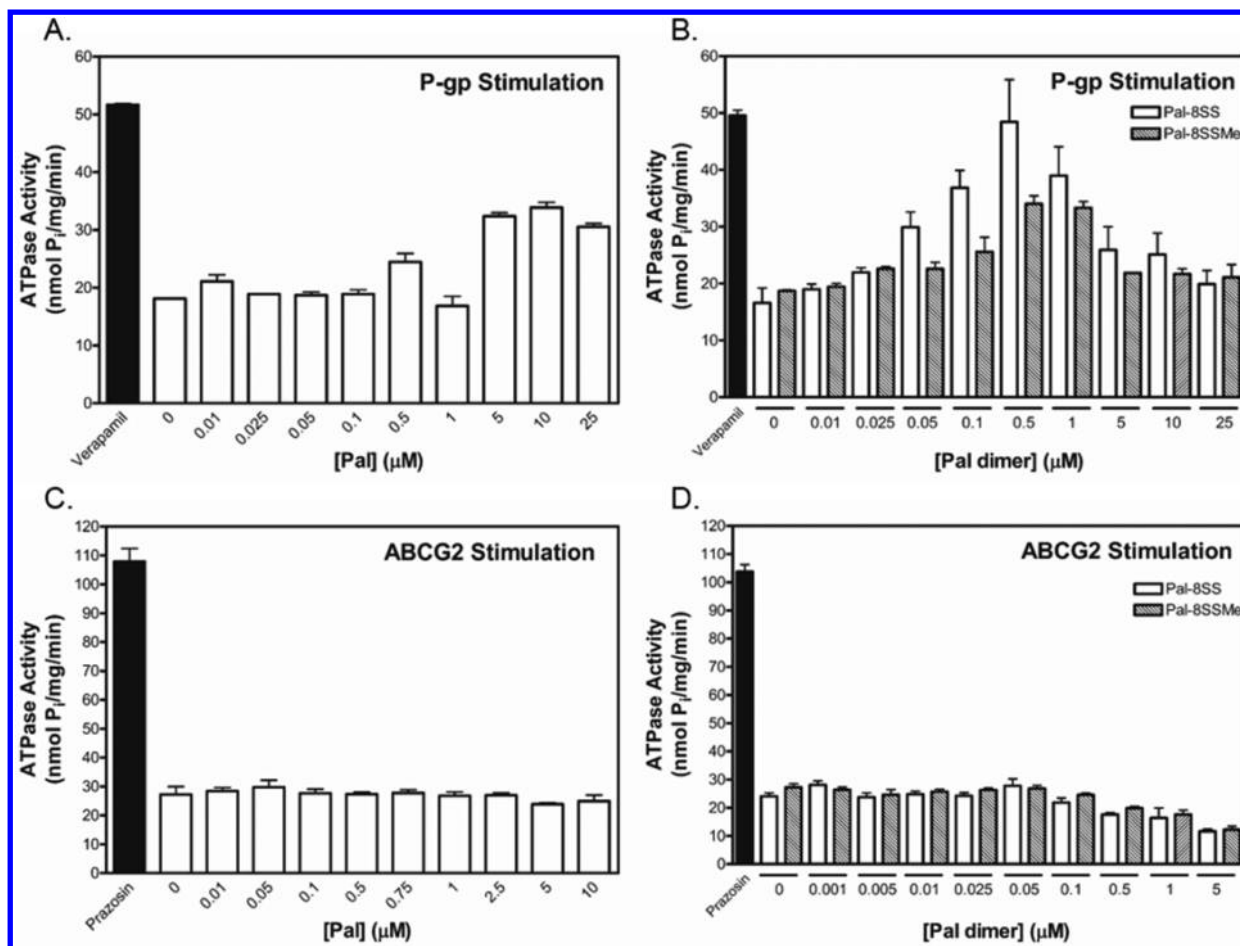 A.
P-gp Stimulation
ATPase Activity
(nmol Pi/mg/min)
60
50
40
30
20
10
0
Verapamil 0 0.01 0.025 0.05 0.1 0.5 1 5 10 25
[Pal] (μM)
B.
P-gp Stimulation
Pal-8SS
Pal-8SSMe
ATPase Activity
(nmol Pi/mg/min)
60
50
40
30
20
10
0
Verapamil 0 0.01 0.025 0.05 0.1 0.5 1 5 10 25
[Pal dimer] (μM)
C.
ABCG2 Stimulation
ATPase Activity
(nmol Pi/mg/min)
120
110
100
90
80
70
60
50
40
30
20
10
0
Prazosin 0 0.01 0.05 0.1 0.5 0.75 1 2.5 5 10
[Pal] (μM)
D.
ABCG2 Stimulation
Pal-8SS
Pal-8SSMe
ATPase Activity
(nmol Pi/mg/min)
120
110
100
90
80
70
60
50
40
30
20
10
0
Prazosin 0 0.001 0.005 0.01 0.025 0.05 0.1 0.5 1 5
[Pal dimer] (μM)